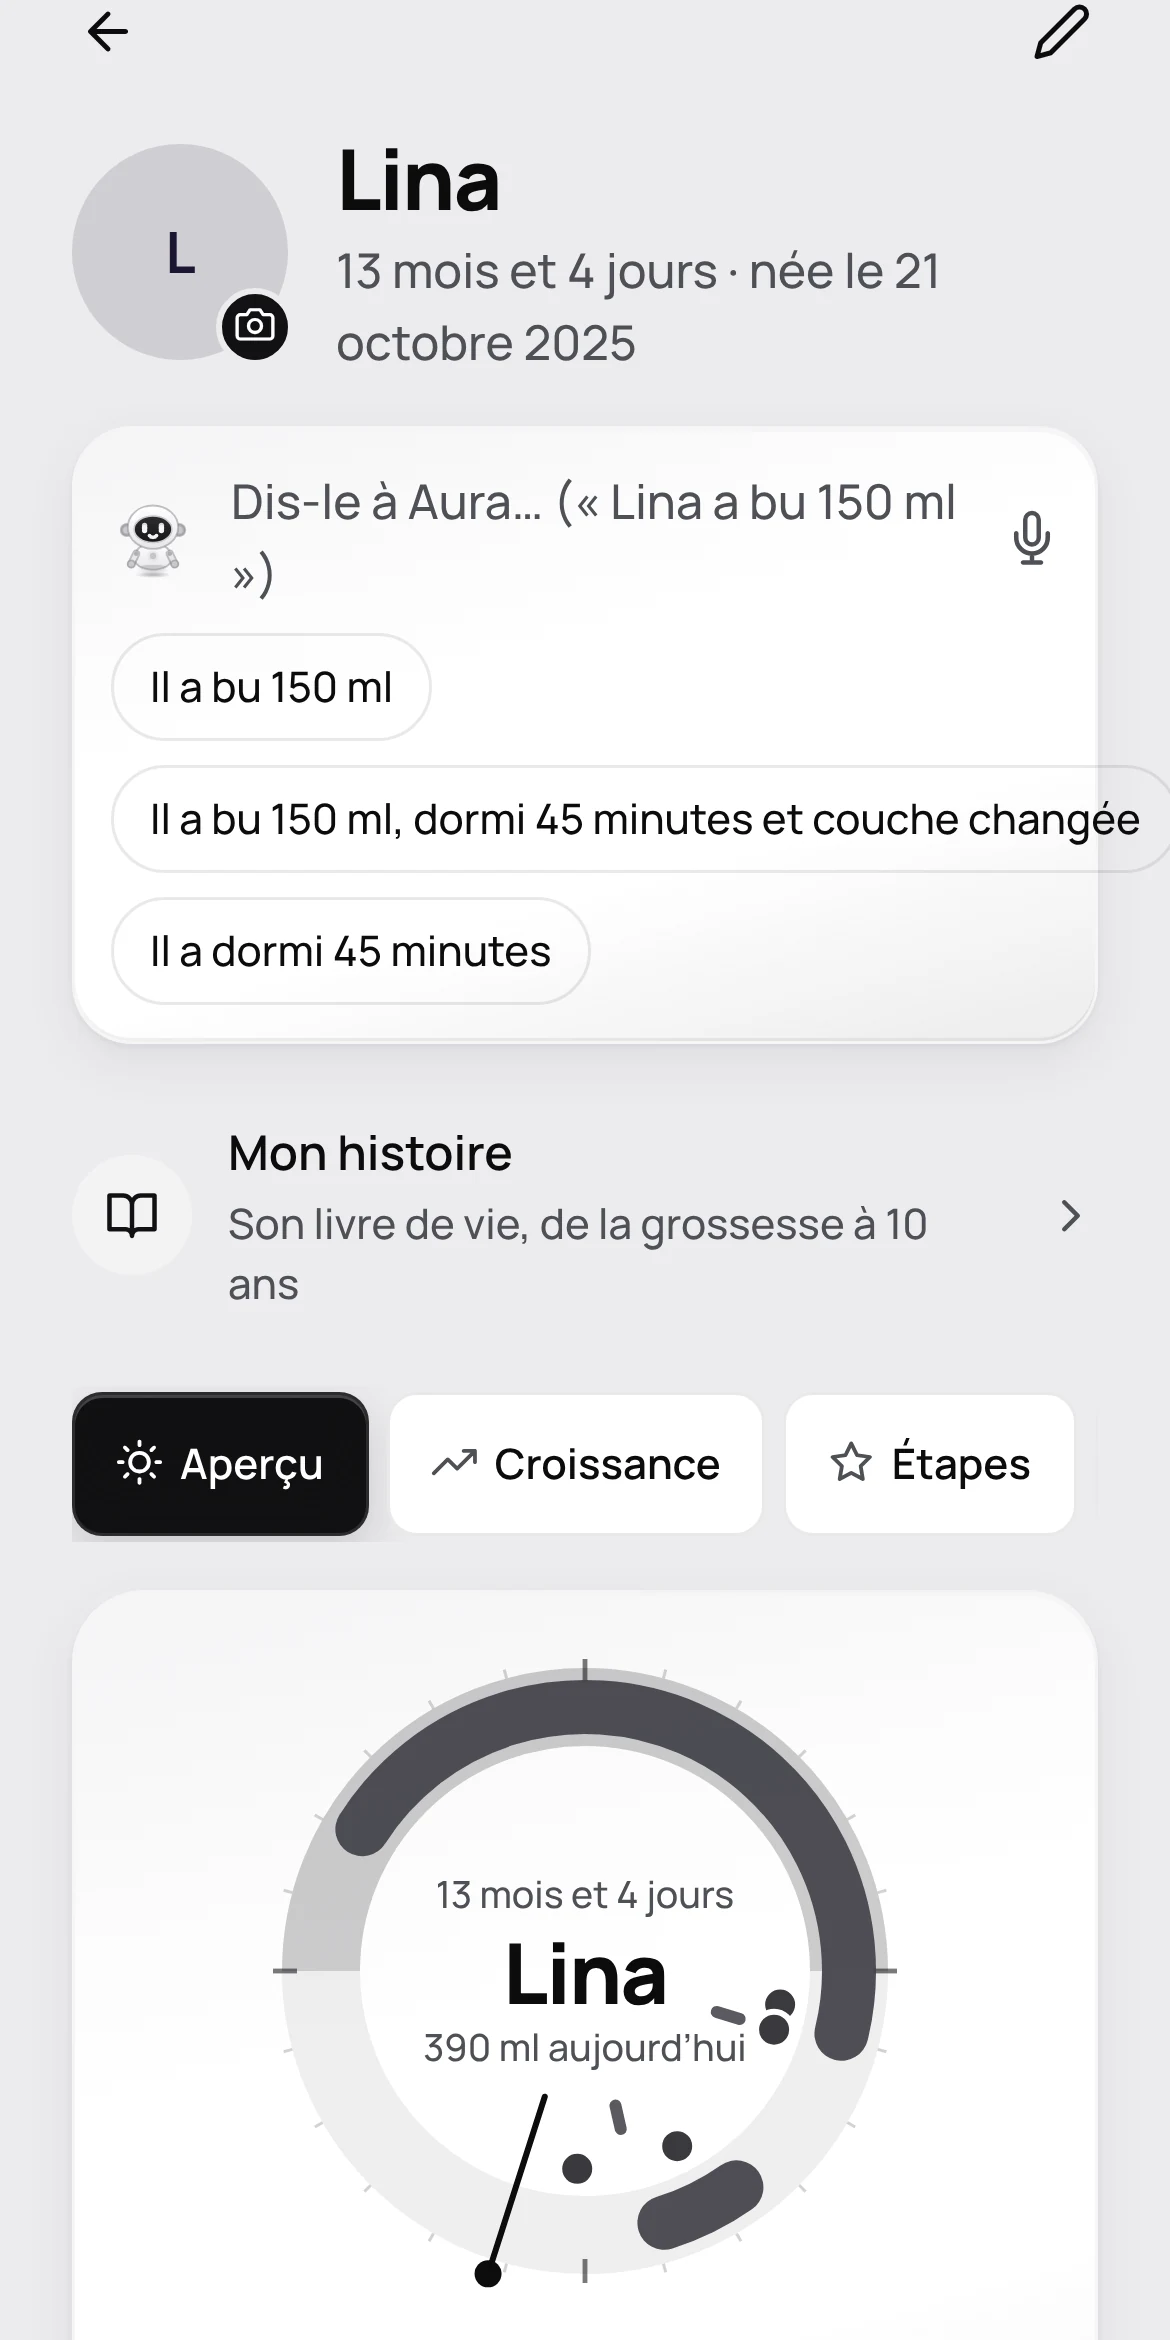 Lina
L
13 mois et 4 jours · née le 21
octobre 2025
Dis-le à Aura... (« Lina a bu 150 ml
»)
Il a bu 150 ml
Il a bu 150 ml, dormi 45 minutes et couche changée
Il a dormi 45 minutes
Mon histoire
Son livre de vie, de la grossesse à 10
ans
Aperçu
Croissance
Étapes
13 mois et 4 jours
Lina
390 ml aujourd’hui